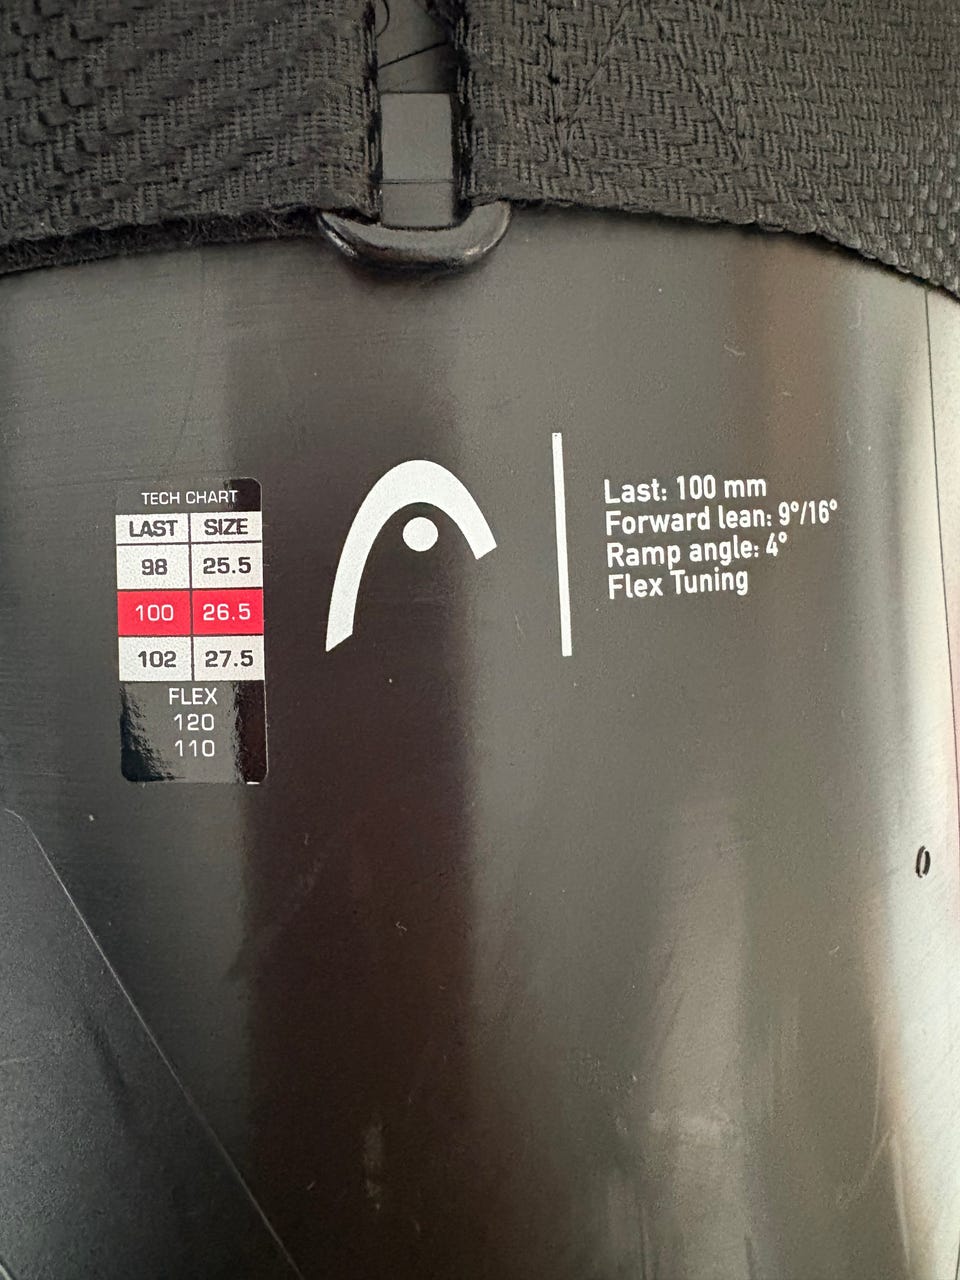 TECH CHART
LAST SIZE
98 25.5
100 26.5
102 27.5
FLEX
120
110
Last: 100 mm
Forward lean: 9°/16°
Ramp angle: 4°
Flex Tuning
0